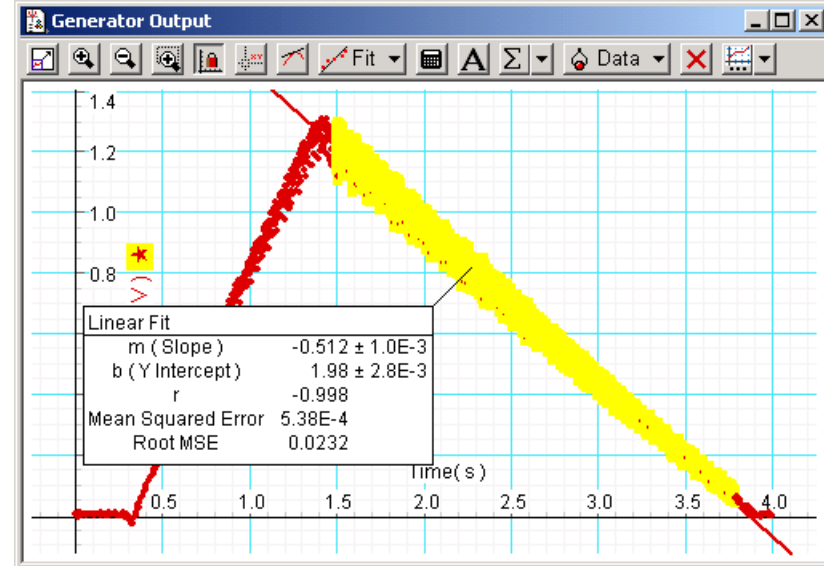 Generator Output
Fit
A
Σ
Data
1.4
1.2
1.0
0.8
V)
Linear Fit
m ( Slope ) -0.512 ± 1.0E-3
b ( Y Intercept ) 1.98 ± 2.8E-3
r -0.998
Mean Squared Error 5.38E-4
Root MSE 0.0232
Time( s )
0.5 1.0 1.5 2.0 2.5 3.0 3.5 4.0